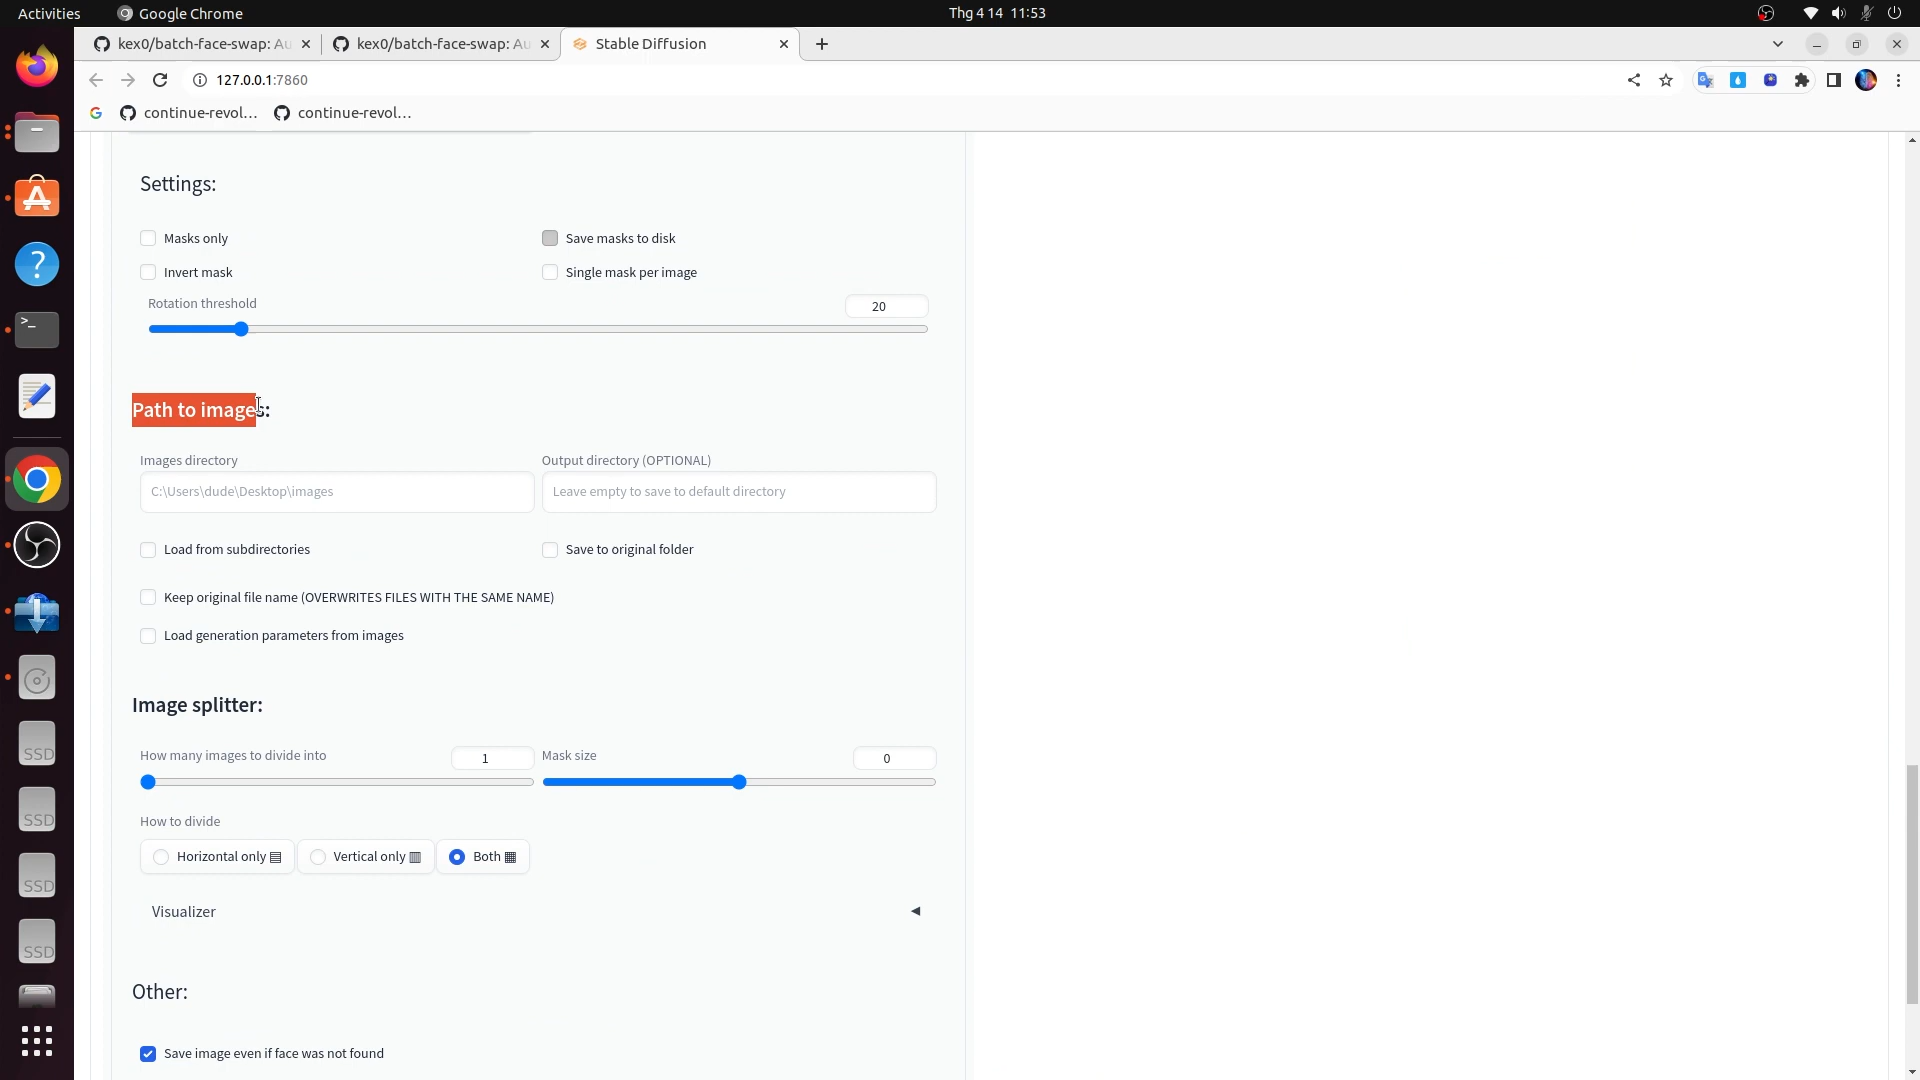 Activities
Google Chrome
Thg 4 14 11:53
kex0/batch-face-swap: Au
kex0/batch-face-swap: Au
Stable Diffusion
127.0.0.1:7860
continue-revol...
continue-revol...
Settings:
Masks only
Save masks to disk
Invert mask
Single mask per image
Rotation threshold
20
Path to images:
Images directory
Output directory (OPTIONAL)
C:\Users\dude\Desktop\images
Leave empty to save to default directory
Load from subdirectories
Save to original folder
Keep original file name (OVERWRITES FILES WITH THE SAME NAME)
Load generation parameters from images
Image splitter:
How many images to divide into
1
Mask size
0
How to divide
Horizontal only ▤
Vertical only ▥
Both ▦
Visualizer
Other:
Save image even if face was not found
SSD
SSD
SSD
SSD